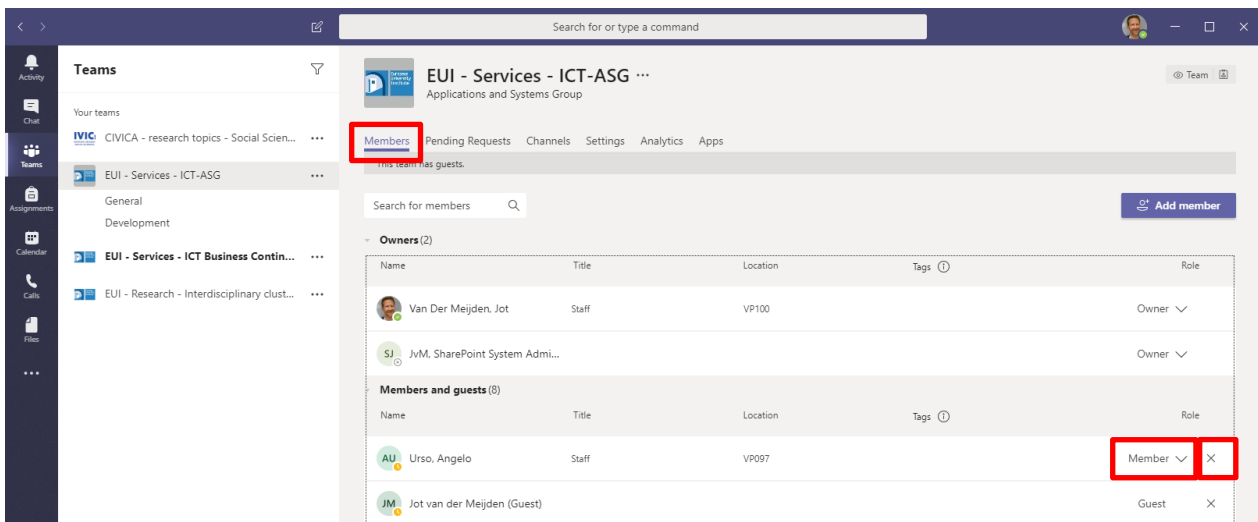 Search for or type a command
Activity
Chat
Teams
Assignments
Calendar
Calls
Files
Teams
Your teams
IVIC CIVICA - research topics - Social Scien... ...
EUI - Services - ICT-ASG ...
General
Development
EUI - Services - ICT Business Contin... ...
EUI - Research - Interdisciplinary clust... ...
EUI - Services - ICT-ASG ...
Applications and Systems Group
Team
Members Pending Requests Channels Settings Analytics Apps
This team has guests.
Search for members
Add member
Owners (2)
Name Title Location Tags Role
Van Der Meijden, Jot Staff VP100 Owner
SJ JvM, SharePoint System Admi... Owner
Members and guests (8)
Name Title Location Tags Role
AU Urso, Angelo Staff VP097 Member
JM Jot van der Meijden (Guest) Guest